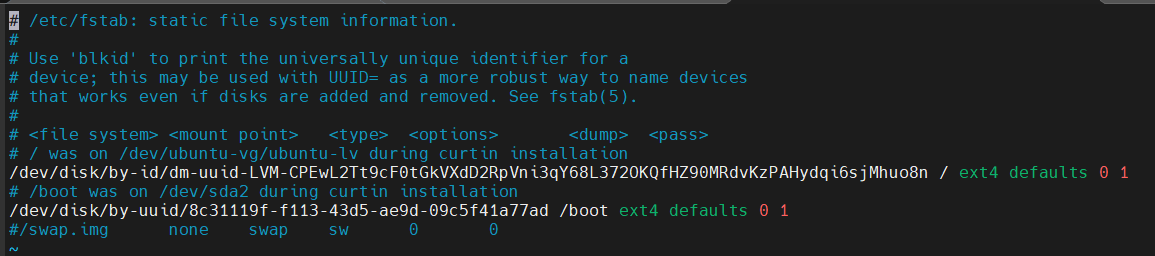 # /etc/fstab: static file system information.
#
# Use 'blkid' to print the universally unique identifier for a
# device; this may be used with UUID= as a more robust way to name devices
# that works even if disks are added and removed. See fstab(5).
#
# <file system> <mount point>   <type>  <options>       <dump>  <pass>
# / was on /dev/ubuntu-vg/ubuntu-lv during curtin installation
/dev/disk/by-id/dm-uuid-LVM-CPEwL2Tt9cF0tGkVXdD2RpVni3qY68L372OKQfHZ90MRdvKzPAHydqi6sjMhuo8n / ext4 defaults 0 1
# /boot was on /dev/sda2 during curtin installation
/dev/disk/by-uuid/8c31119f-f113-43d5-ae9d-09c5f41a77ad /boot ext4 defaults 0 1
#/swap.img      none    swap    sw      0       0
~